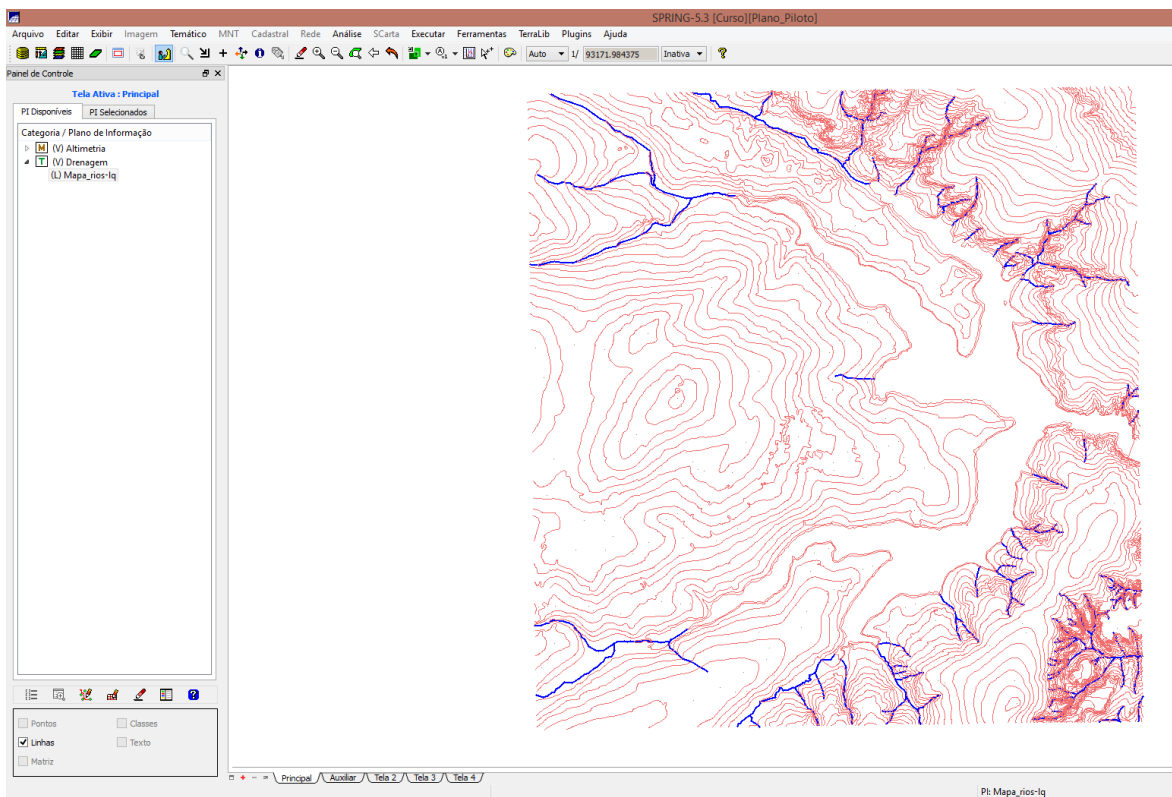 SPRING-5.3 [Curso][Plano_Piloto]
Arquivo Editar Exibir Imagem Temático MNT Cadastral Rede Análise SCarta Executar Ferramentas TerraLib Plugins Ajuda
Auto 1/ 93171.984375 Inativa
Painel de Controle
Tela Ativa : Principal
PI Disponíveis PI Selecionados
Categoria / Plano de Informação
M (V) Altimetria
T (V) Drenagem
(L) Mapa_rios-lq
Pontos Classes
Linhas Texto
Matriz
Principal Auxiliar Tela 2 Tela 3 Tela 4
PI: Mapa_rios-lq